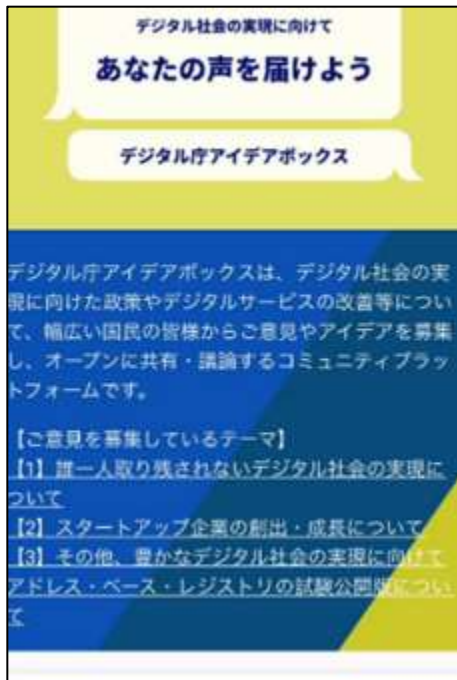 デジタル社会の実現に向けて
あなたの声を届けよう
デジタル庁アイデアボックス
デジタル庁アイデアボックスは、デジタル社会の実
現に向けた政策やデジタルサービスの改善等につい
て、幅広い国民の皆様からご意見やアイデアを募集
し、オープンに共有・議論するコミュニティプラッ
トフォームです。
【ご意見を募集しているテーマ】
【1】誰一人取り残されないデジタル社会の実現に
ついて
【2】スタートアップ企業の創出・成長について
【3】その他、豊かなデジタル社会の実現に向けて
アドレス・ベース・レジストリの試験公開版につい
て